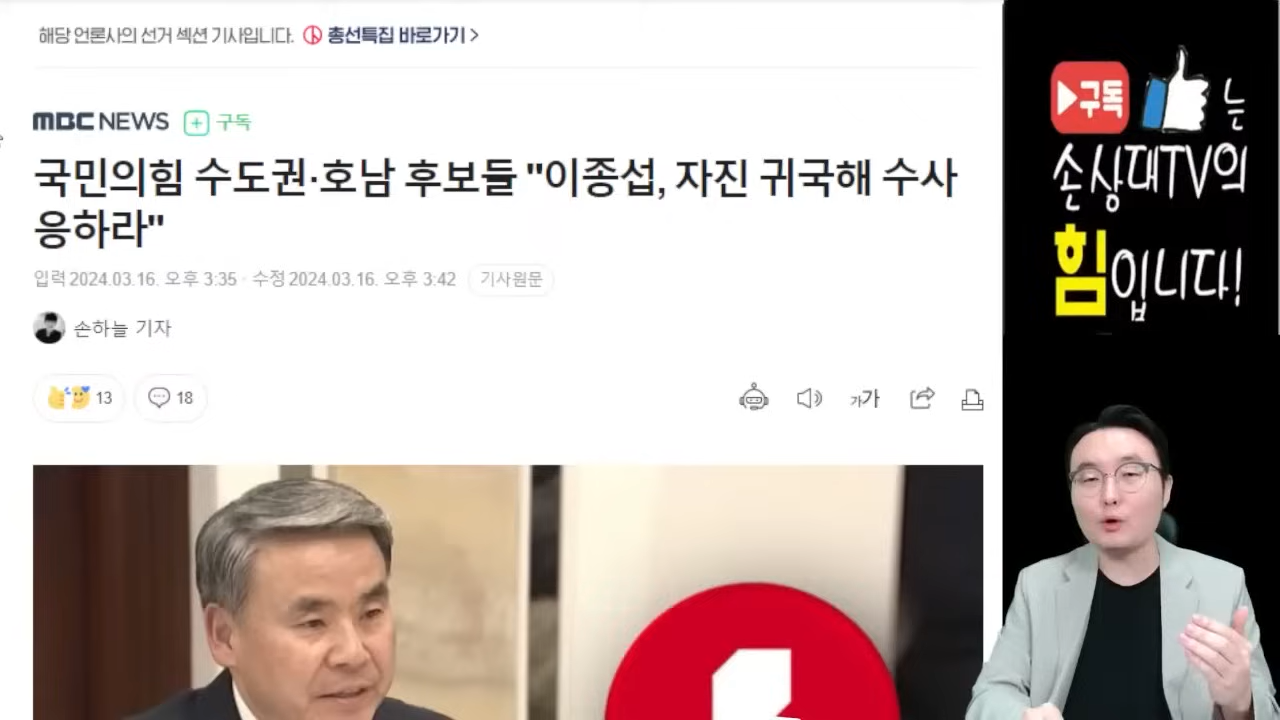 해당 언론사의 선거 섹션 기사입니다. 총선특집 바로가기 >
MBC NEWS + 구독
국민의힘 수도권·호남 후보들 "이종섭, 자진 귀국해 수사
응하라"
입력 2024.03.16. 오후 3:35 · 수정 2024.03.16. 오후 3:42 기사원문
손하늘 기자
13 18
가가
구독 는
손상대TV의
힘입니다!